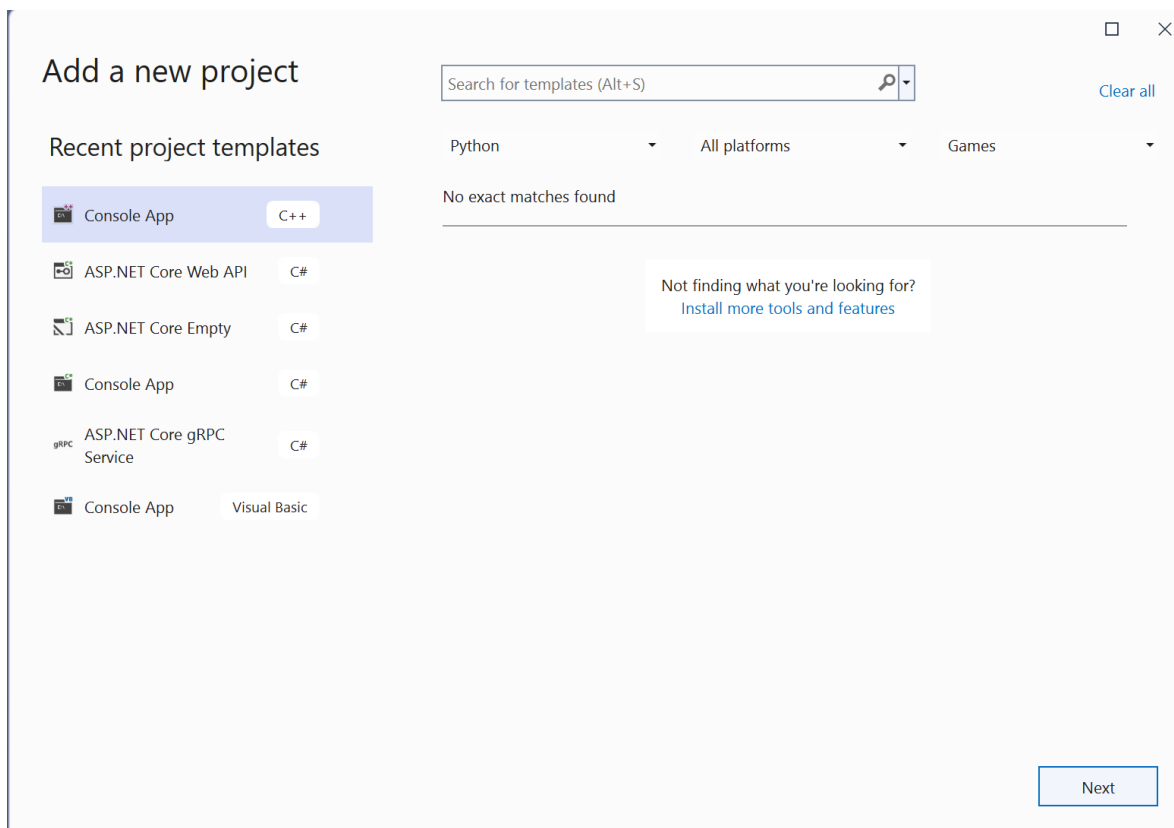 Add a new project
Search for templates (Alt+S)
Clear all
Recent project templates
Python
All platforms
Games
No exact matches found
Console App
C++
ASP.NET Core Web API
C#
ASP.NET Core Empty
C#
Console App
C#
gRPC
ASP.NET Core gRPC
Service
C#
Console App
Visual Basic
Not finding what you're looking for?
Install more tools and features
Next